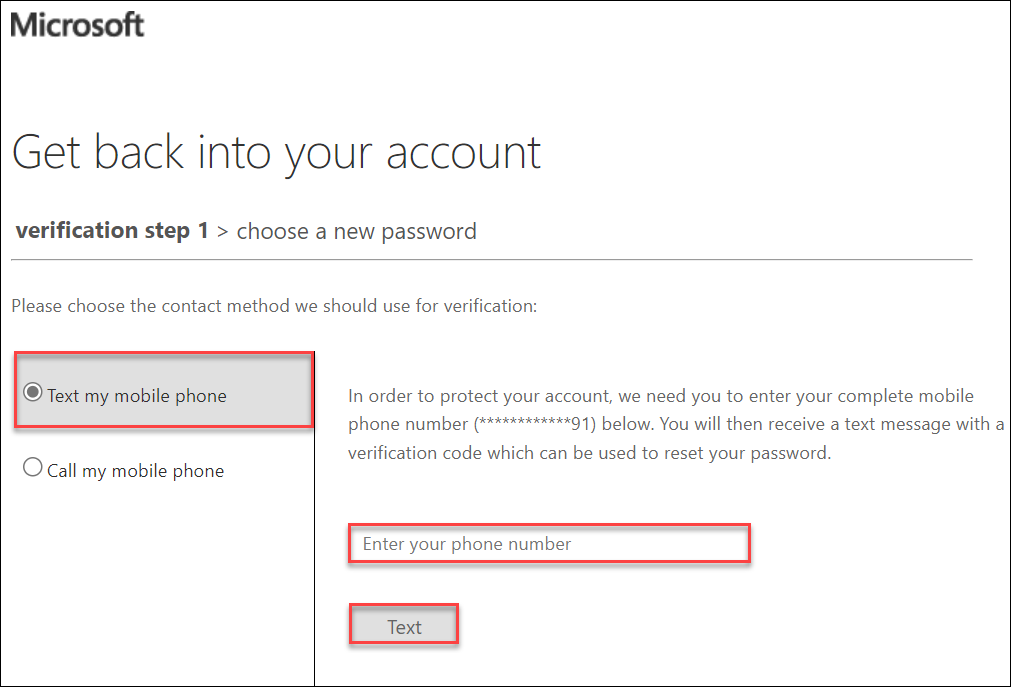 Microsoft
Get back into your account
verification step 1 > choose a new password
Please choose the contact method we should use for verification:
Text my mobile phone
Call my mobile phone
In order to protect your account, we need you to enter your complete mobile
phone number (************91) below. You will then receive a text message with a
verification code which can be used to reset your password.
Enter your phone number
Text